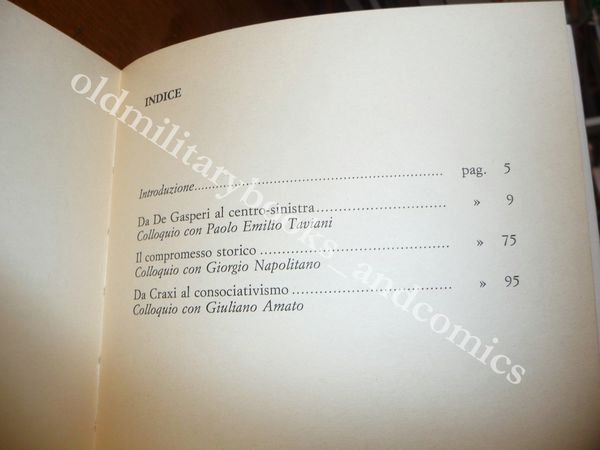 INDICE
Introduzione................................................ pag. 5
Da De Gasperi al centro-sinistra........................... » 9
Colloquio con Paolo Emilio Taviani
Il compromesso storico ..................................... » 75
Colloquio con Giorgio Napolitano
Da Craxi al consociativismo ................................ » 95
Colloquio con Giuliano Amato
oldmilitarybooks_andcomics